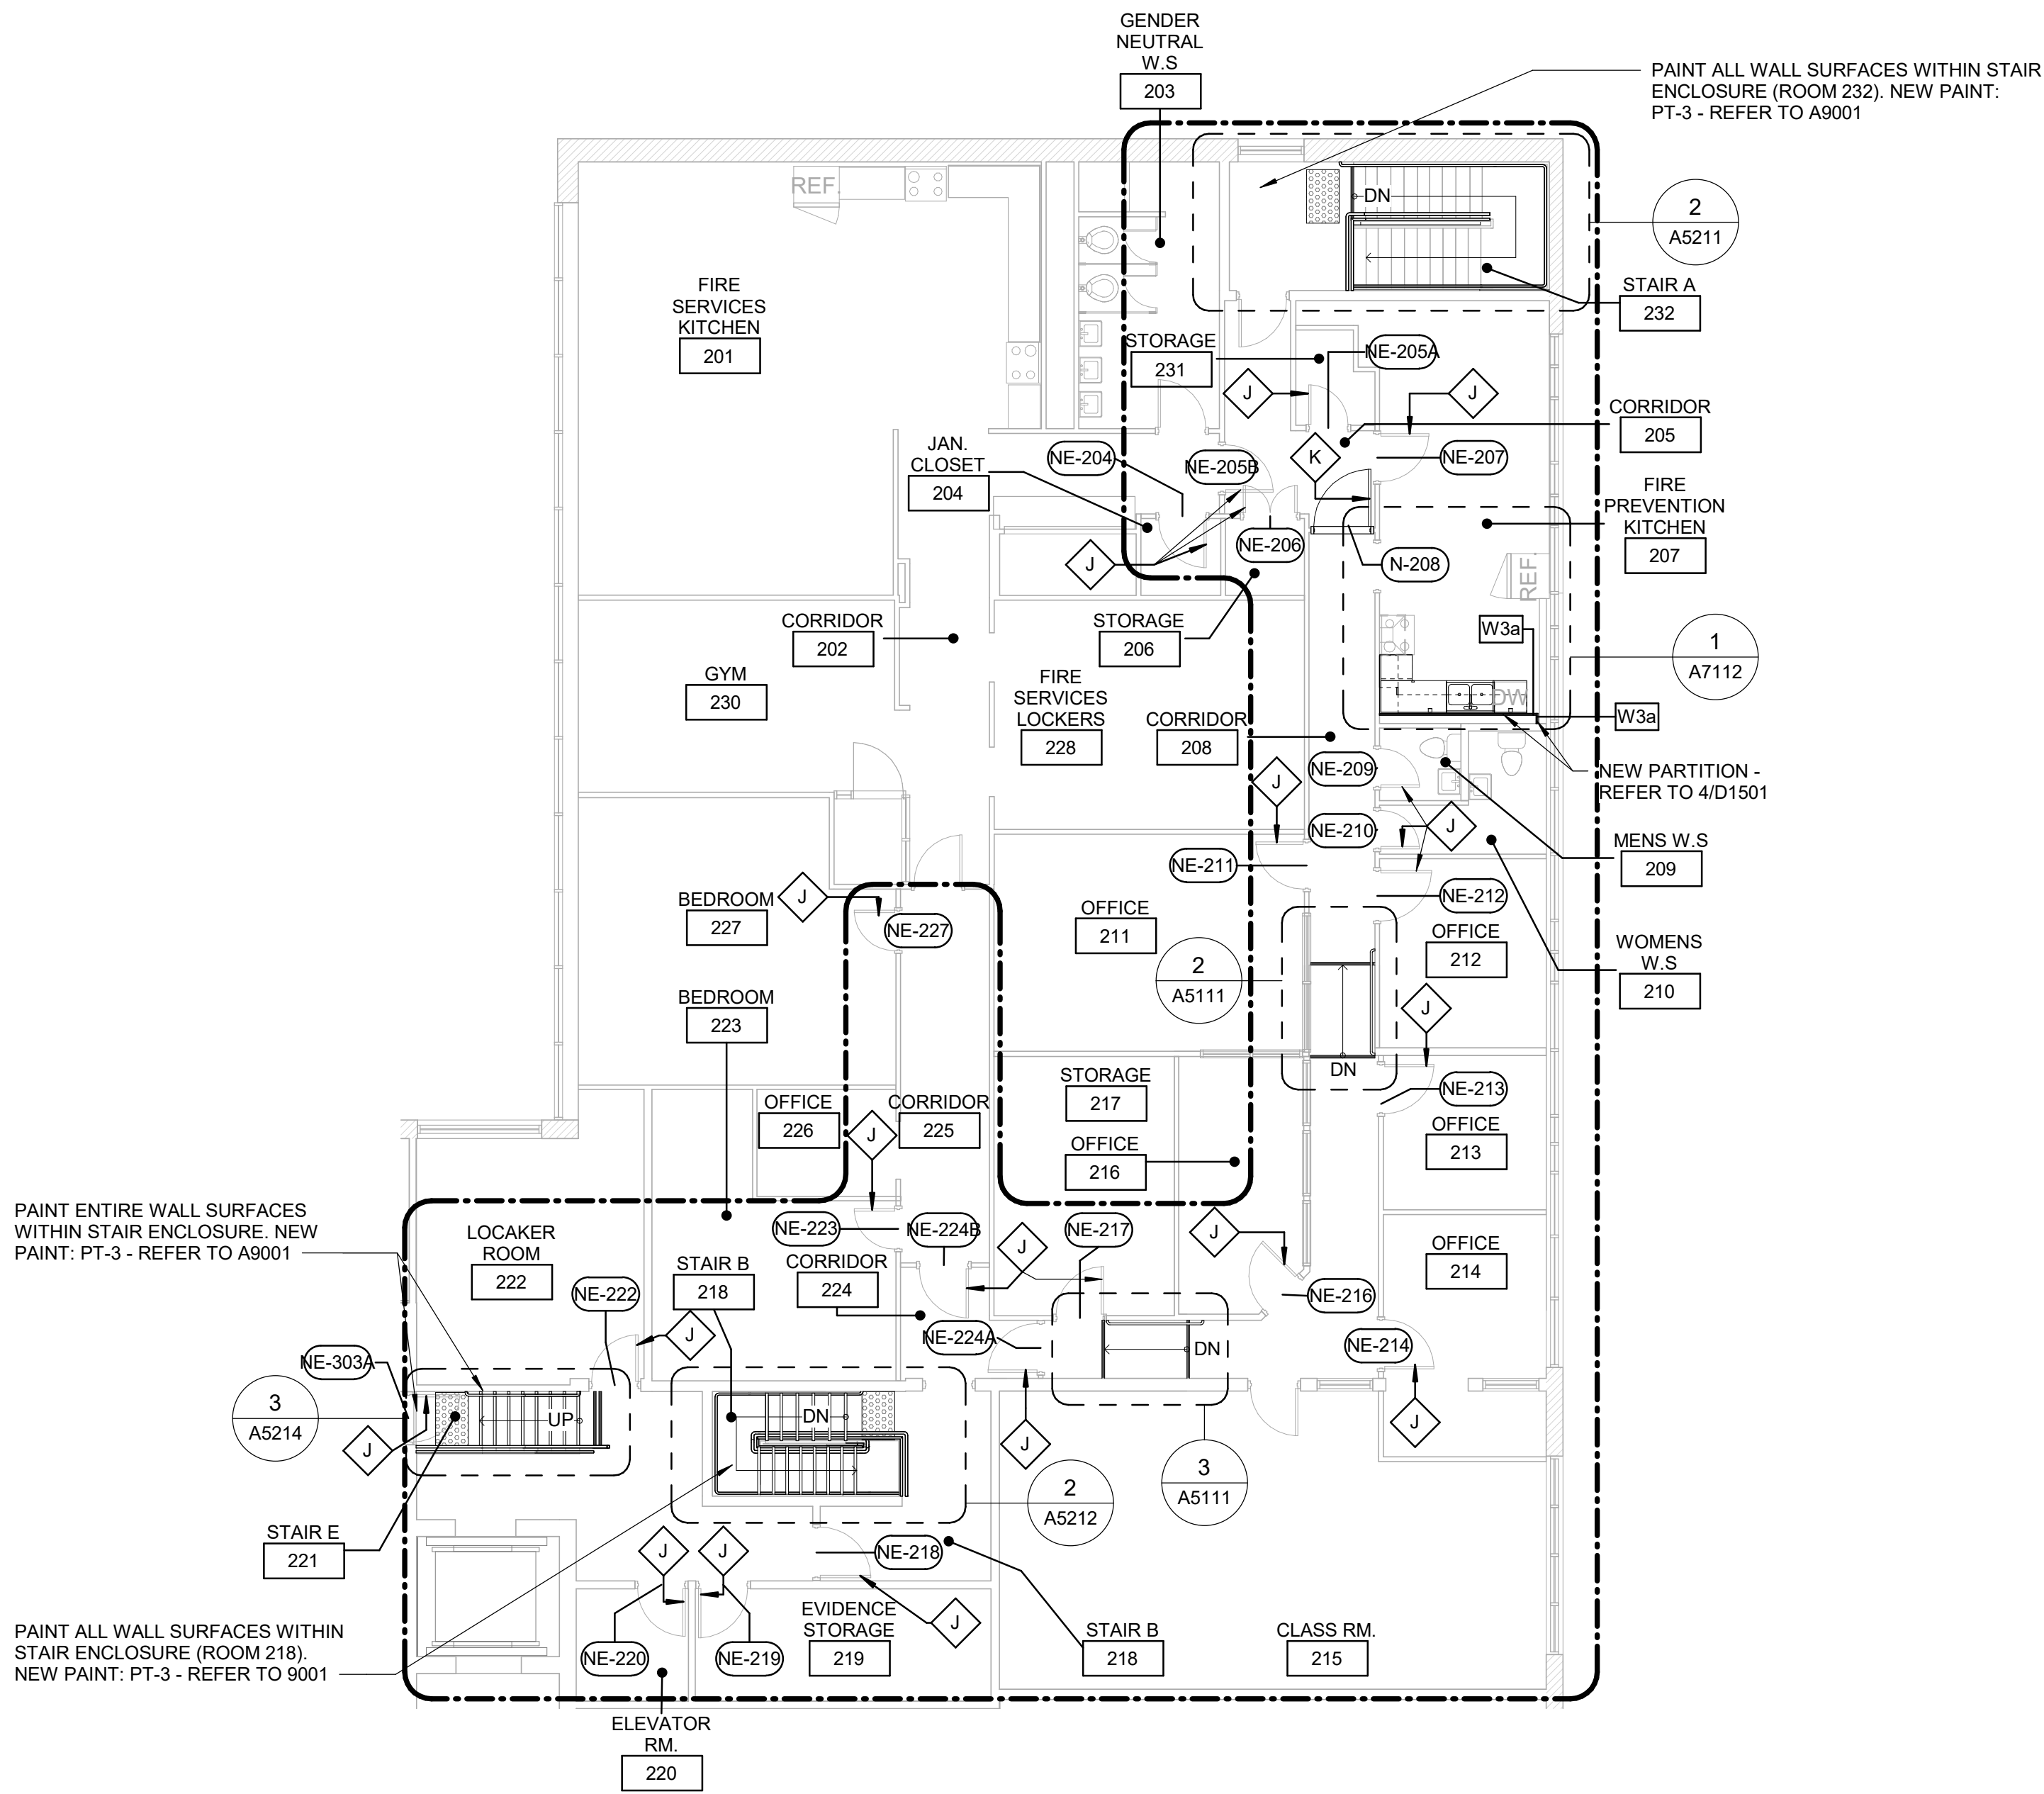 GENDER
NEUTRAL
W.S
203
PAINT ALL WALL SURFACES WITHIN STAIR
ENCLOSURE (ROOM 232). NEW PAINT:
PT-3 - REFER TO A9001
REF.
DN
2
A5211
STAIR A
232
FIRE
SERVICES
KITCHEN
201
STORAGE
231
NE-205A
J
J
CORRIDOR
205
JAN.
CLOSET
204
NE-204
NE-205B
K
NE-207
FIRE
PREVENTION
KITCHEN
207
J
NE-206
N-208
REF.
CORRIDOR
202
STORAGE
206
W3a
1
A7112
GYM
230
FIRE
SERVICES
LOCKERS
228
CORRIDOR
208
DW
W3a
NEW PARTITION -
REFER TO 4/D1501
J
NE-209
NE-210
J
MENS W.S
209
NE-211
NE-212
BEDROOM
227
J
NE-227
OFFICE
211
OFFICE
212
WOMENS
W.S
210
2
A5111
BEDROOM
223
J
DN
STORAGE
217
NE-213
OFFICE
226
J
CORRIDOR
225
OFFICE
216
OFFICE
213
PAINT ENTIRE WALL SURFACES
WITHIN STAIR ENCLOSURE. NEW
PAINT: PT-3 - REFER TO A9001
LOCAKER
ROOM
222
NE-223
NE-224B
NE-217
J
J
OFFICE
214
STAIR B
218
CORRIDOR
224
NE-222
J
NE-216
NE-224A
DN
NE-214
NE-303A
3
A5214
UP
DN
J
J
J
3
A5111
2
A5212
STAIR E
221
J
J
NE-218
PAINT ALL WALL SURFACES WITHIN
STAIR ENCLOSURE (ROOM 218).
NEW PAINT: PT-3 - REFER TO 9001
NE-220
NE-219
EVIDENCE
STORAGE
219
J
STAIR B
218
CLASS RM.
215
ELEVATOR
RM.
220